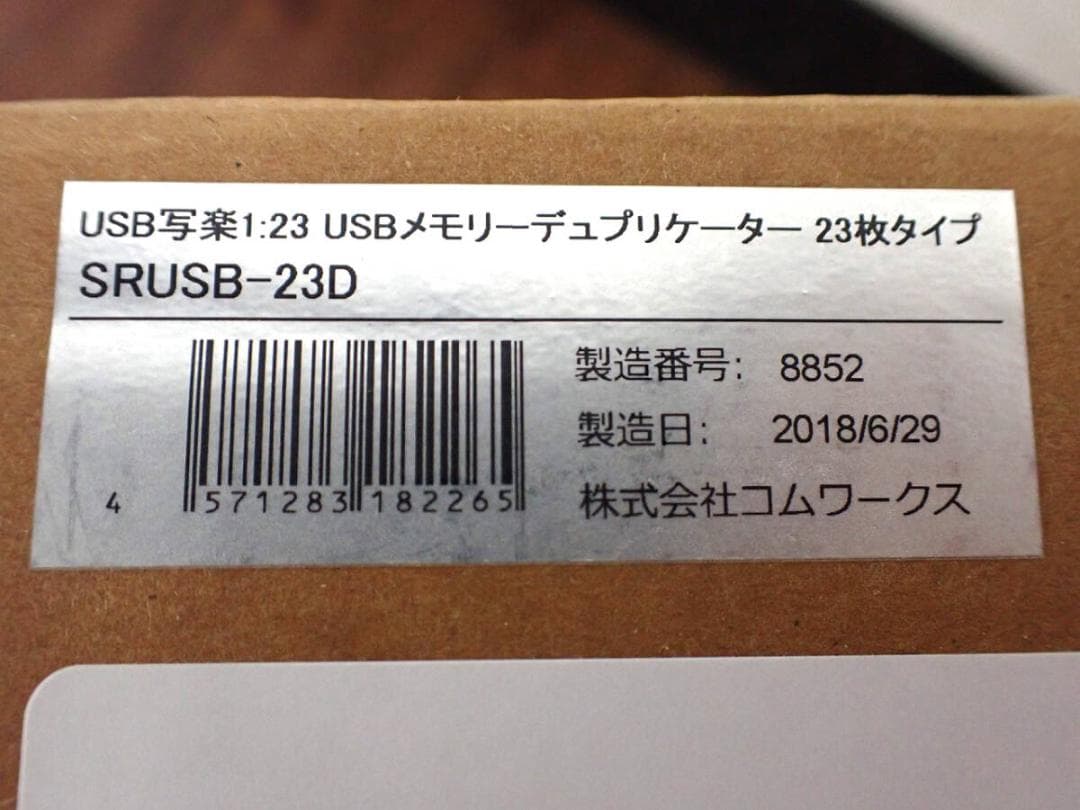 USB写楽1:23 USBメモリーデュプリケーター 23枚タイプ
SRUSB-23D
製造番号: 8852
製造日: 2018/6/29
株式会社コムワークス
4 571283 182265